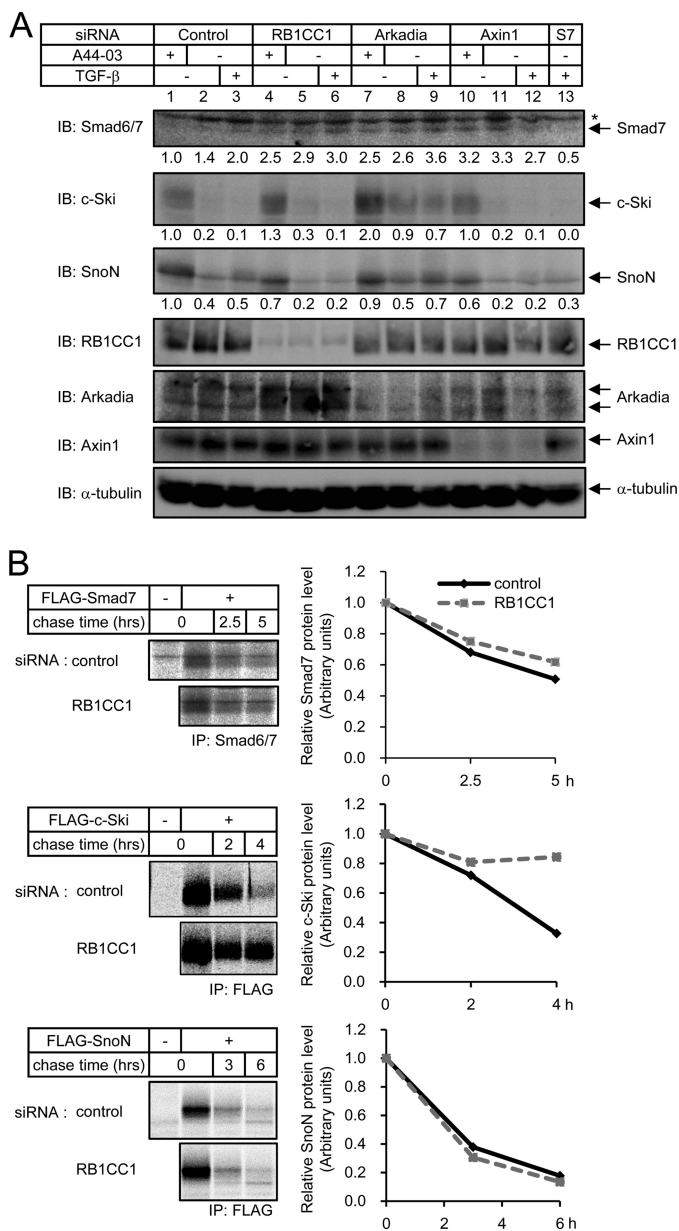 A
siRNA Control RB1CC1 Arkadia Axin1 S7
A44-03 + - + - + - + - -
TGF-β - + - + - + - + +
1 2 3 4 5 6 7 8 9 10 11 12 13
IB: Smad6/7 * Smad7
1.0 1.4 2.0 2.5 2.9 3.0 2.5 2.6 3.6 3.2 3.3 2.7 0.5
IB: c-Ski c-Ski
1.0 0.2 0.1 1.3 0.3 0.1 2.0 0.9 0.7 1.0 0.2 0.1 0.0
IB: SnoN SnoN
1.0 0.4 0.5 0.7 0.2 0.2 0.9 0.5 0.7 0.6 0.2 0.2 0.3
IB: RB1CC1 RB1CC1
IB: Arkadia Arkadia
IB: Axin1 Axin1
IB: α-tubulin α-tubulin
B
FLAG-Smad7 - +
chase time (hrs) 0 2.5 5
siRNA : control
RB1CC1
IP: Smad6/7
Relative Smad7 protein level
(Arbitrary units)
1.2
1.0
0.8
0.6
0.4
0.2
0.0
control
RB1CC1
0 2.5 5 h
FLAG-c-Ski - +
chase time (hrs) 0 2 4
siRNA : control
RB1CC1
IP: FLAG
Relative c-Ski protein level
(Arbitrary units)
1.2
1.0
0.8
0.6
0.4
0.2
0.0
0 2 4 h
FLAG-SnoN - +
chase time (hrs) 0 3 6
siRNA : control
RB1CC1
IP: FLAG
Relative SnoN protein level
(Arbitrary units)
1.2
1.0
0.8
0.6
0.4
0.2
0.0
0 2 4 6 h